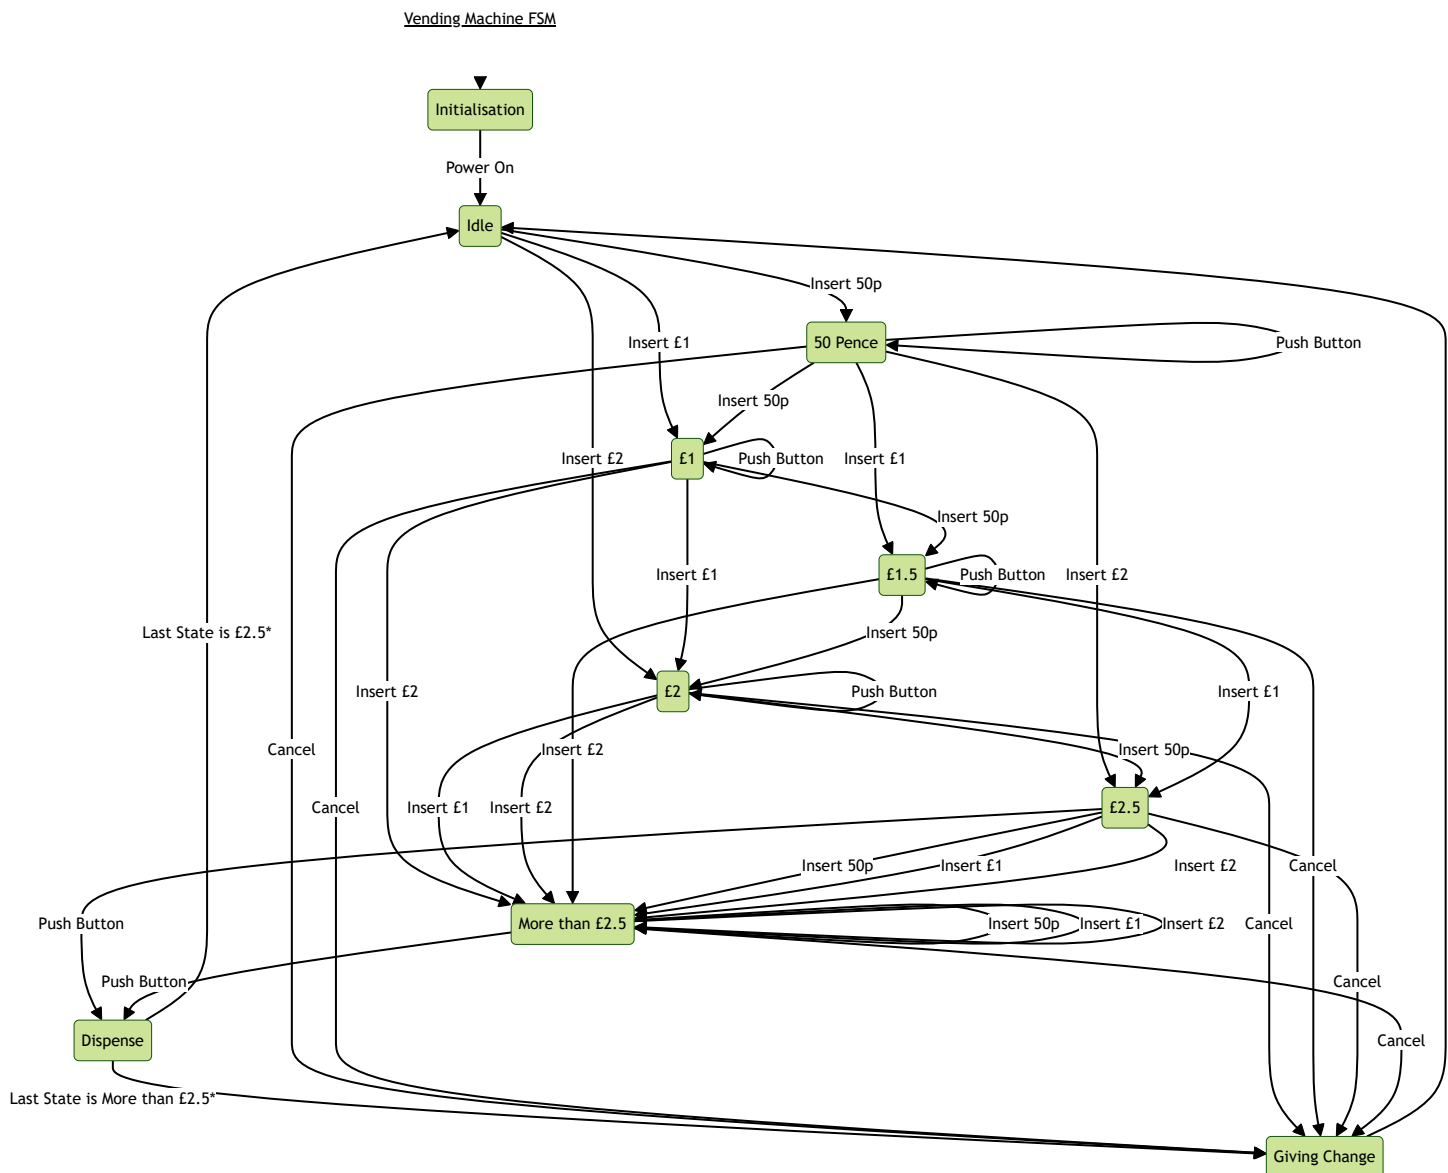 Vending Machine FSM
Initialisation
Power On
Idle
Insert 50p
50 Pence
Push Button
Insert £1
Insert 50p
£1
Push Button
Insert £2
Insert £1
Insert 50p
£1.5
Push Button
Insert £1
Insert £2
Last State is £2.5*
Insert 50p
£2
Push Button
Insert £2
Insert £1
Cancel
Insert £2
Insert 50p
Cancel
Insert £1
Insert £2
£2.5
Insert 50p
Insert £1
Insert £2
Cancel
Push Button
More than £2.5
Insert 50p
Insert £1
Insert £2
Cancel
Push Button
Cancel
Dispense
Cancel
Last State is More than £2.5*
Giving Change